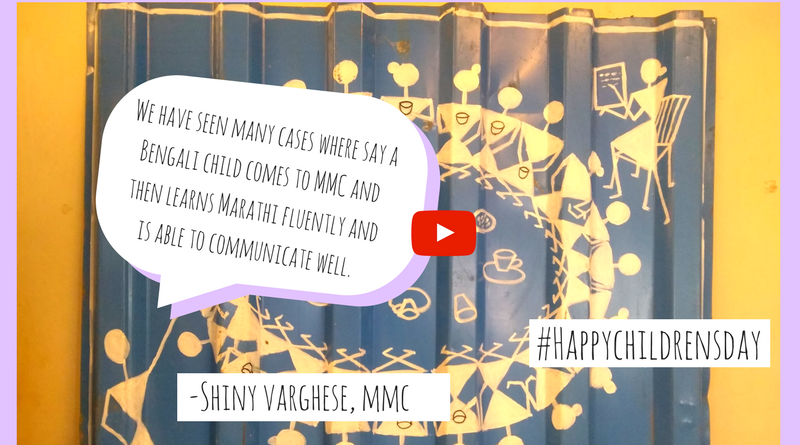 We have seen many cases where say a
Bengali child comes to MMC and
then learns Marathi fluently and
is able to communicate well.
#Happychildrensday
-Shiny Varghese, MMC